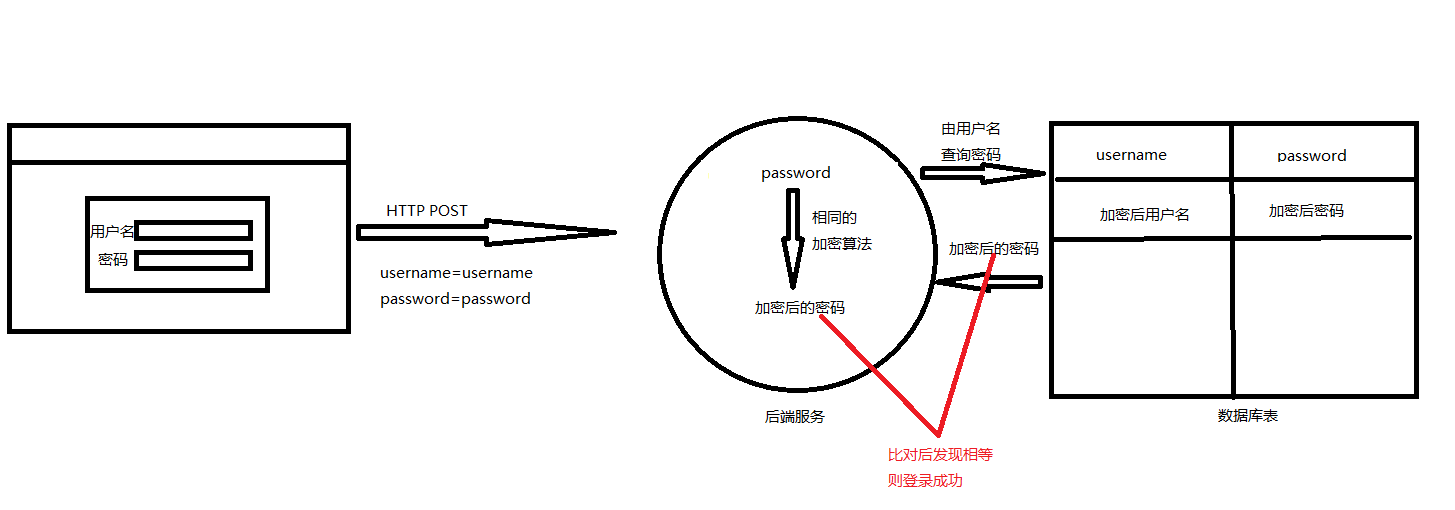 用户名
密码
HTTP POST
username=username
password=password
password
相同的
加密算法
加密后的密码
后端服务
由用户名
查询密码
加密后的密码
比对后发现相等
则登录成功
username
password
加密后用户名
加密后密码
数据库表